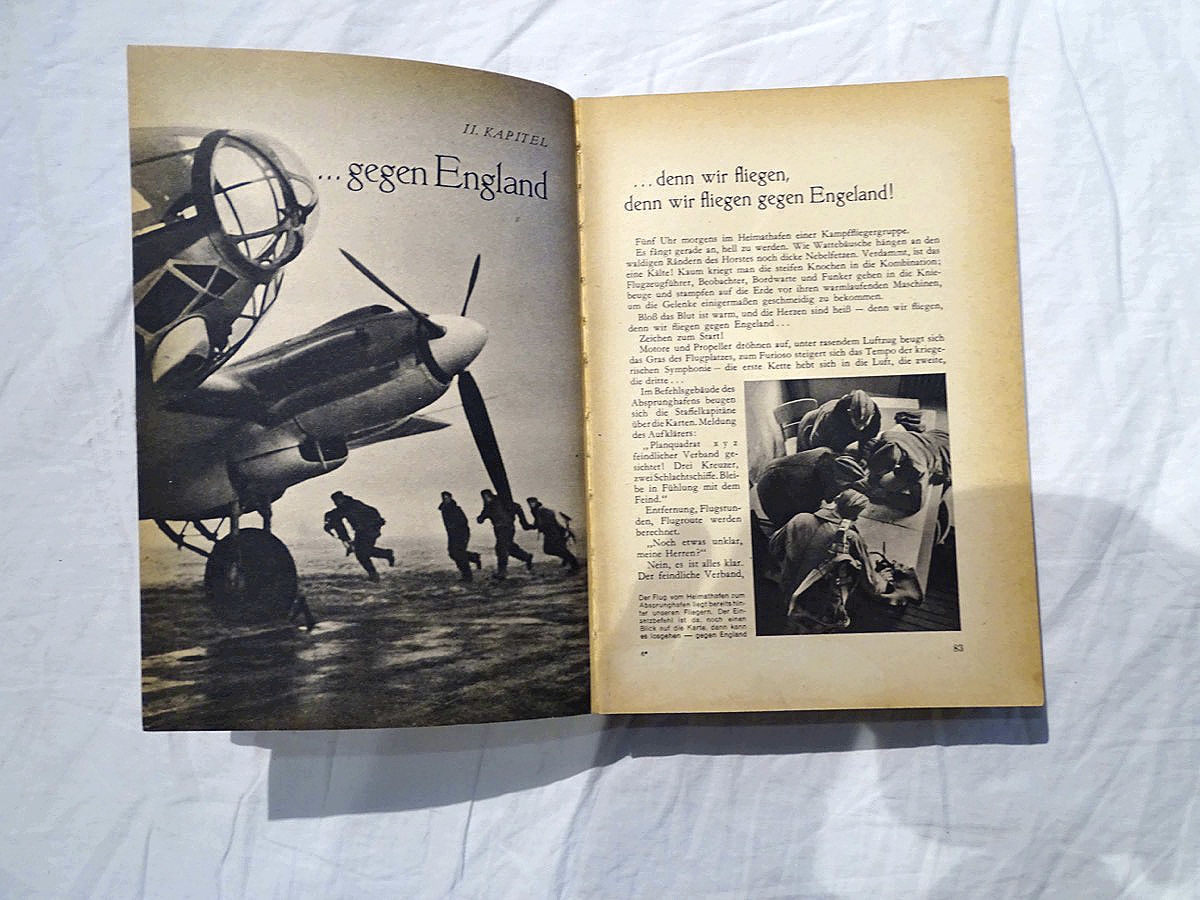 II. KAPITEL
...gegen England
...denn wir fliegen,
denn wir fliegen gegen Engeland!
Fünf Uhr morgens im Heimathafen einer Kampffliegergruppe.
Es fängt gerade an, hell zu werden. Wie Wattebäusche hängen an den
waldigen Rändern des Horstes noch dicke Nebelfetzen. Verdammt, ist das
eine Kälte! Kaum kriegt man die steifen Knochen in die Kombination;
Flugzeugführer, Beobachter, Bordwarte und Funker gehen in die Knie-
beuge und stampfen auf die Erde vor ihren warmlaufenden Maschinen,
um die Gelenke einigermaßen geschmeidig zu bekommen.
Bloß das Blut ist warm, und die Herzen sind heiß — denn wir fliegen,
denn wir fliegen gegen Engeland...
Zeichen zum Start!
Motore und Propeller dröhnen auf, unter rasendem Luftzug beugt sich
das Gras des Flugplatzes, zum Furioso steigert sich das Tempo der kriege-
rischen Symphonie — die erste Kette hebt sich in die Luft, die zweite,
die dritte...
Im Befehlsgebäude des
Absprunghafens beugen
sich die Staffelkapitäne
über die Karten. Meldung
des Aufklärers:
„Planquadrat x y z
feindlicher Verband ge-
sichtet! Drei Kreuzer,
zwei Schlachtschiffe. Blei-
be in Fühlung mit dem
Feind."
Entfernung, Flugstun-
den, Flugroute werden
berechnet.
„Noch etwas unklar,
meine Herren?"
Nein, es ist alles klar.
Der feindliche Verband,
Der Flug vom Heimathafen zum
Absprunghafen liegt bereits hin-
ter unseren Fliegern. Der Ein-
satzbefehl ist da, noch einen
Blick auf die Karte, dann kann
es losgehen — gegen England
6*
83